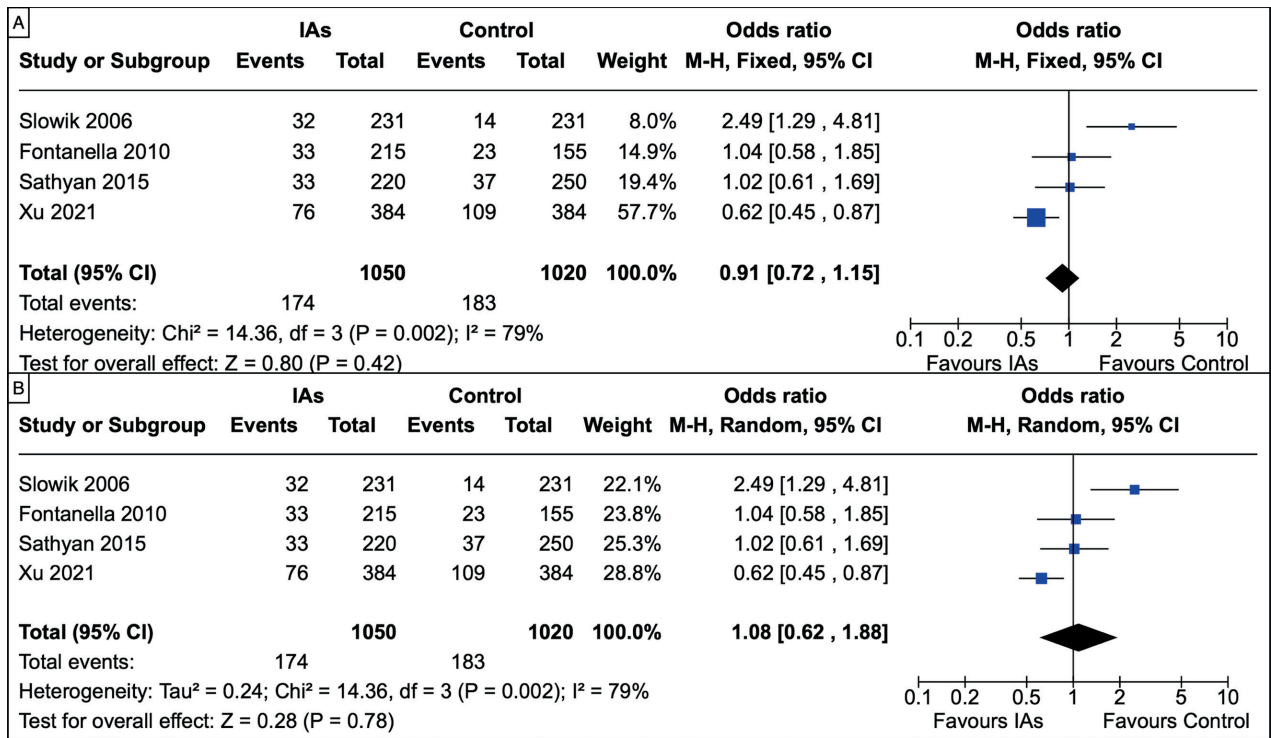 A
IAs Control Odds ratio Odds ratio
Study or Subgroup Events Total Events Total Weight M-H, Fixed, 95% CI M-H, Fixed, 95% CI
Slowik 2006 32 231 14 231 8.0% 2.49 [1.29 , 4.81]
Fontanella 2010 33 215 23 155 14.9% 1.04 [0.58 , 1.85]
Sathyan 2015 33 220 37 250 19.4% 1.02 [0.61 , 1.69]
Xu 2021 76 384 109 384 57.7% 0.62 [0.45 , 0.87]
Total (95% CI) 1050 1020 100.0% 0.91 [0.72 , 1.15]
Total events: 174 183
Heterogeneity: Chi² = 14.36, df = 3 (P = 0.002); I² = 79%
0.1 0.2 0.5 1 2 5 10
Test for overall effect: Z = 0.80 (P = 0.42)
Favours IAs Favours Control
B
IAs Control Odds ratio Odds ratio
Study or Subgroup Events Total Events Total Weight M-H, Random, 95% CI M-H, Random, 95% CI
Slowik 2006 32 231 14 231 22.1% 2.49 [1.29 , 4.81]
Fontanella 2010 33 215 23 155 23.8% 1.04 [0.58 , 1.85]
Sathyan 2015 33 220 37 250 25.3% 1.02 [0.61 , 1.69]
Xu 2021 76 384 109 384 28.8% 0.62 [0.45 , 0.87]
Total (95% CI) 1050 1020 100.0% 1.08 [0.62 , 1.88]
Total events: 174 183
Heterogeneity: Tau² = 0.24; Chi² = 14.36, df = 3 (P = 0.002); I² = 79%
0.1 0.2 0.5 1 2 5 10
Test for overall effect: Z = 0.28 (P = 0.78)
Favours IAs Favours Control